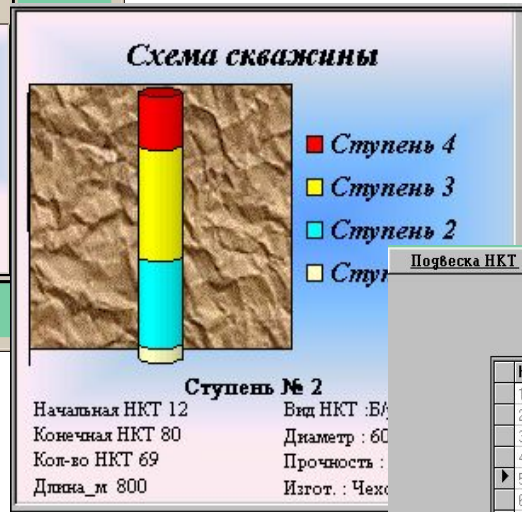 Схема скважины
Ступень 4
Ступень 3
Ступень 2
Подвеска НКТ
Ступень № 2
Начальная НКТ 12
Вид НКТ :Б/
Конечная НКТ 80
Диаметр : 60
Кол-во НКТ 69
Прочность :
Длина_м 800
Изгот. :